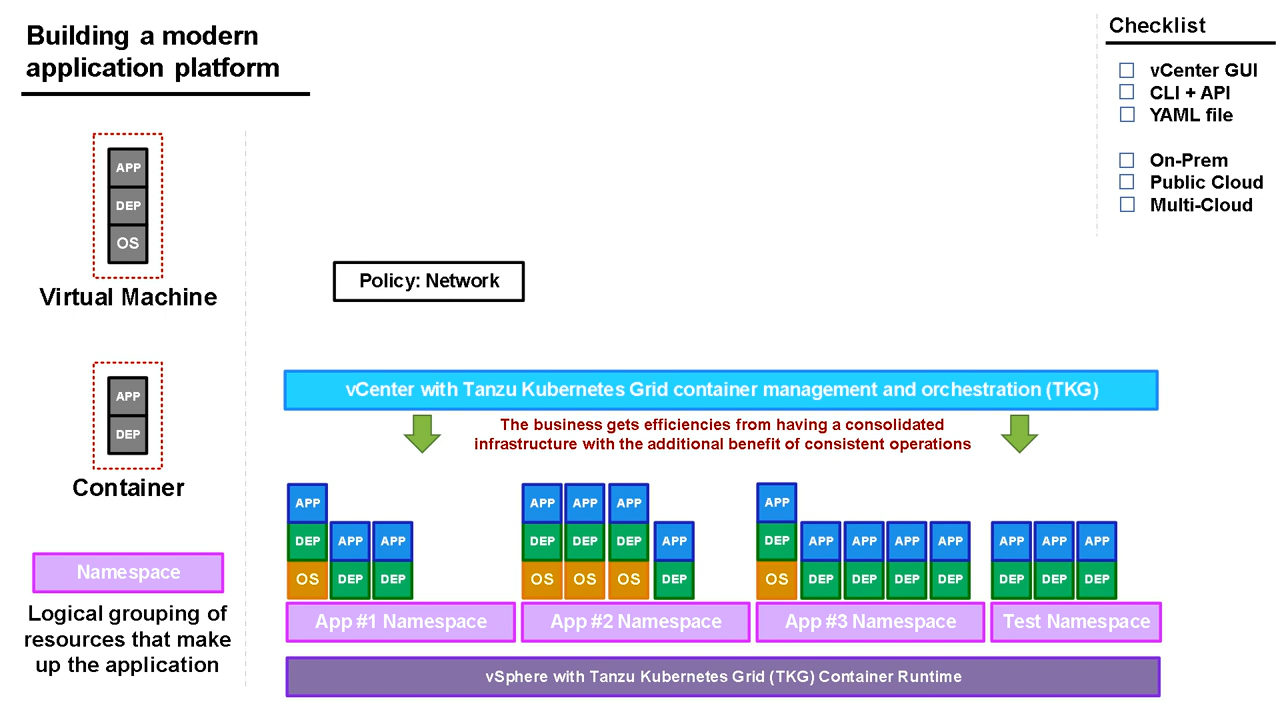 Building a modern
application platform
Checklist
vCenter GUI
CLI + API
YAML file
On-Prem
Public Cloud
Multi-Cloud
APP
DEP
OS
Virtual Machine
APP
DEP
Container
Namespace
Logical grouping of
resources that make
up the application
Policy: Network
vCenter with Tanzu Kubernetes Grid container management and orchestration (TKG)
The business gets efficiencies from having a consolidated
infrastructure with the additional benefit of consistent operations
APP APP APP APP APP
DEP APP APP DEP DEP DEP APP DEP APP APP APP APP APP APP APP
OS DEP DEP OS OS OS DEP OS DEP DEP DEP DEP DEP DEP DEP
App #1 Namespace App #2 Namespace App #3 Namespace Test Namespace
vSphere with Tanzu Kubernetes Grid (TKG) Container Runtime